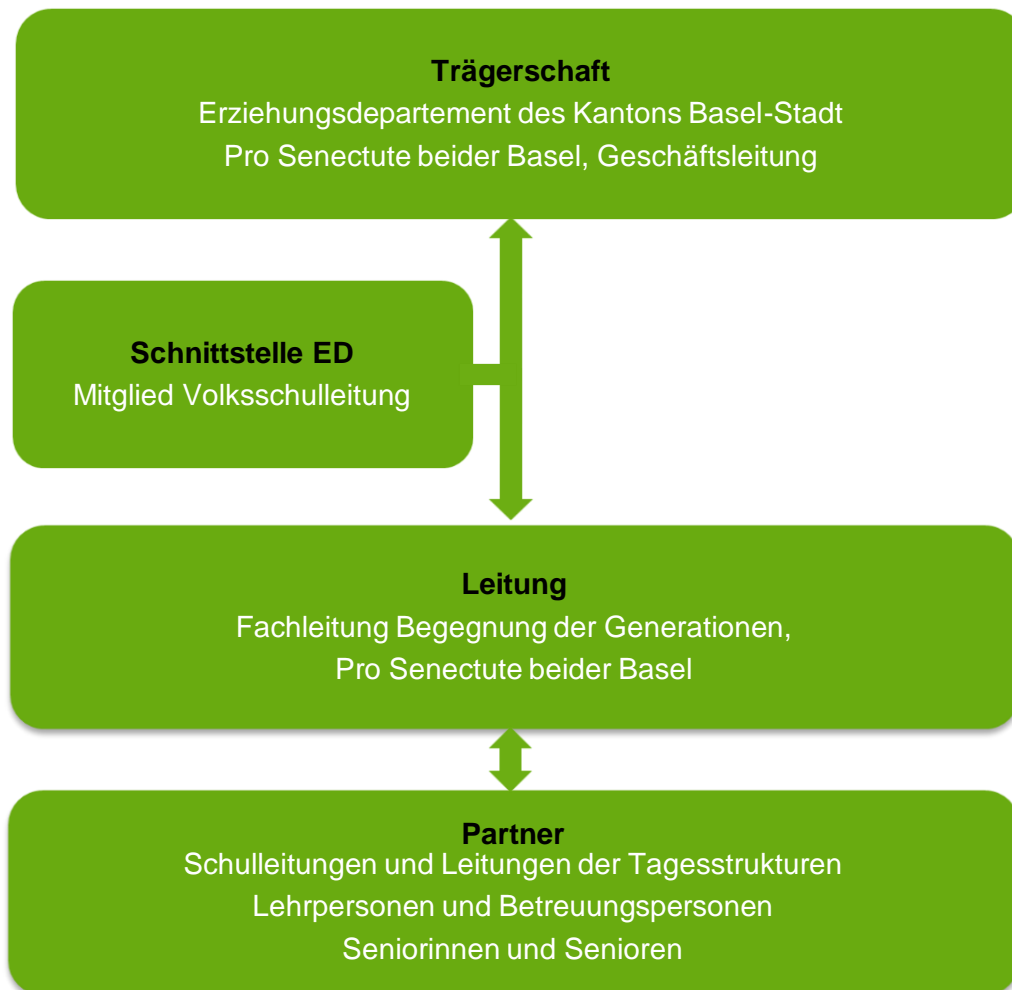 Trägerschaft
Erziehungsdepartement des Kantons Basel-Stadt
Pro Senectute beider Basel, Geschäftsleitung
Schnittstelle ED
Mitglied Volksschulleitung
Leitung
Fachleitung Begegnung der Generationen,
Pro Senectute beider Basel
Partner
Schulleitungen und Leitungen der Tagesstrukturen
Lehrpersonen und Betreuungspersonen
Seniorinnen und Senioren